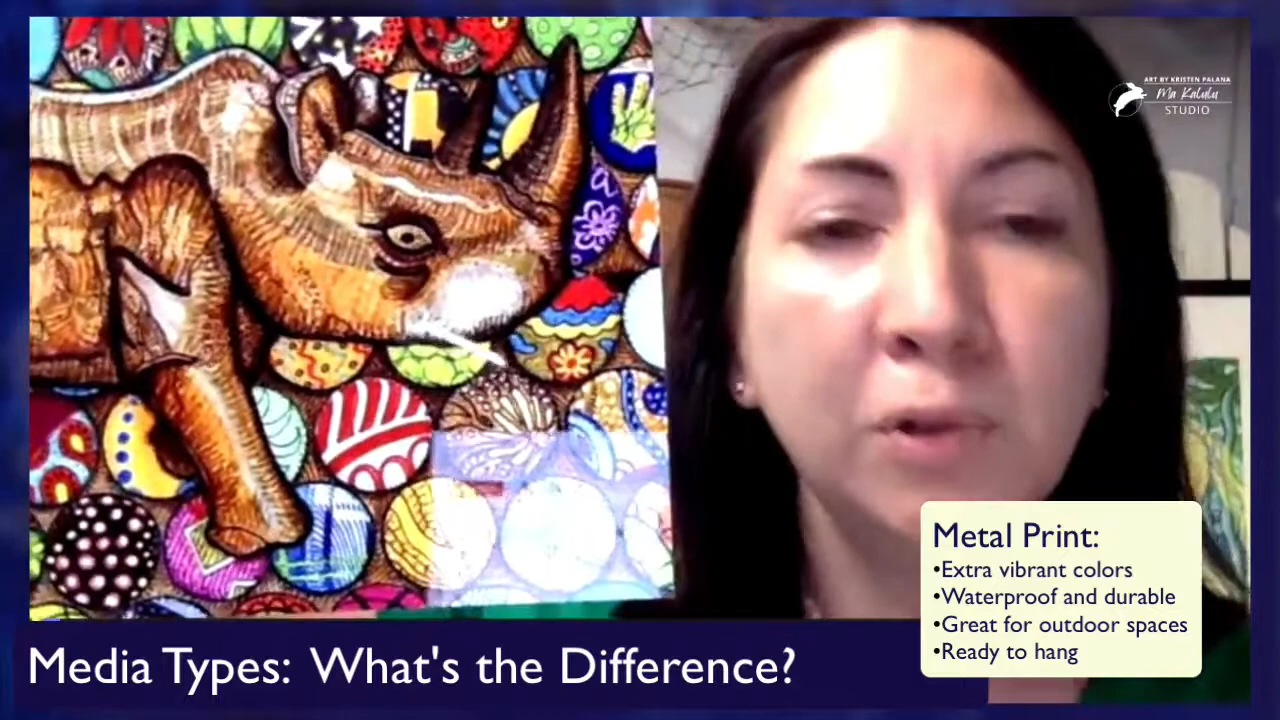 ART BY KRISTEN PALANA
Ma Kalulu
STUDIO
Metal Print:
•Extra vibrant colors
•Waterproof and durable
•Great for outdoor spaces
•Ready to hang
Media Types: What's the Difference?